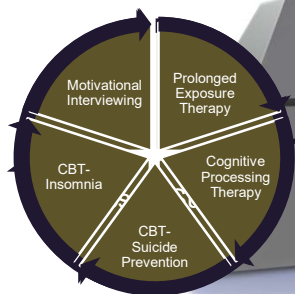 Motivational
Interviewing
Prolonged
Exposure
Therapy
Cognitive
Processing
Therapy
CBT-
Suicide
Prevention
CBT-
Insomnia